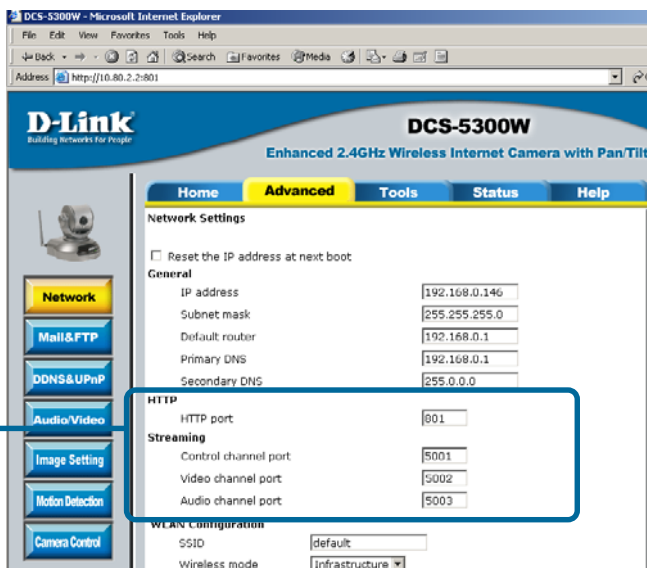 DCS-5300W - Microsoft Internet Explorer
File Edit View Favorites Tools Help
Back Search Favorites Media
Address http://10.80.2.2:801
D-Link
Building Networks for People
DCS-5300W
Enhanced 2.4GHz Wireless Internet Camera with Pan/Tilt
Home Advanced Tools Status Help
Network Settings
Reset the IP address at next boot
General
Network
IP address 192.168.0.146
Subnet mask 255.255.255.0
Mail&FTP
Default router 192.168.0.1
Primary DNS 192.168.0.1
DDNS&UPnP
Secondary DNS 255.0.0.0
HTTP
Audio/Video
HTTP port 801
Streaming
Image Setting
Control channel port 5001
Video channel port 5002
Motion Detection
Audio channel port 5003
WLAN Configuration
Camera Control
SSID default
Wireless mode Infrastructure